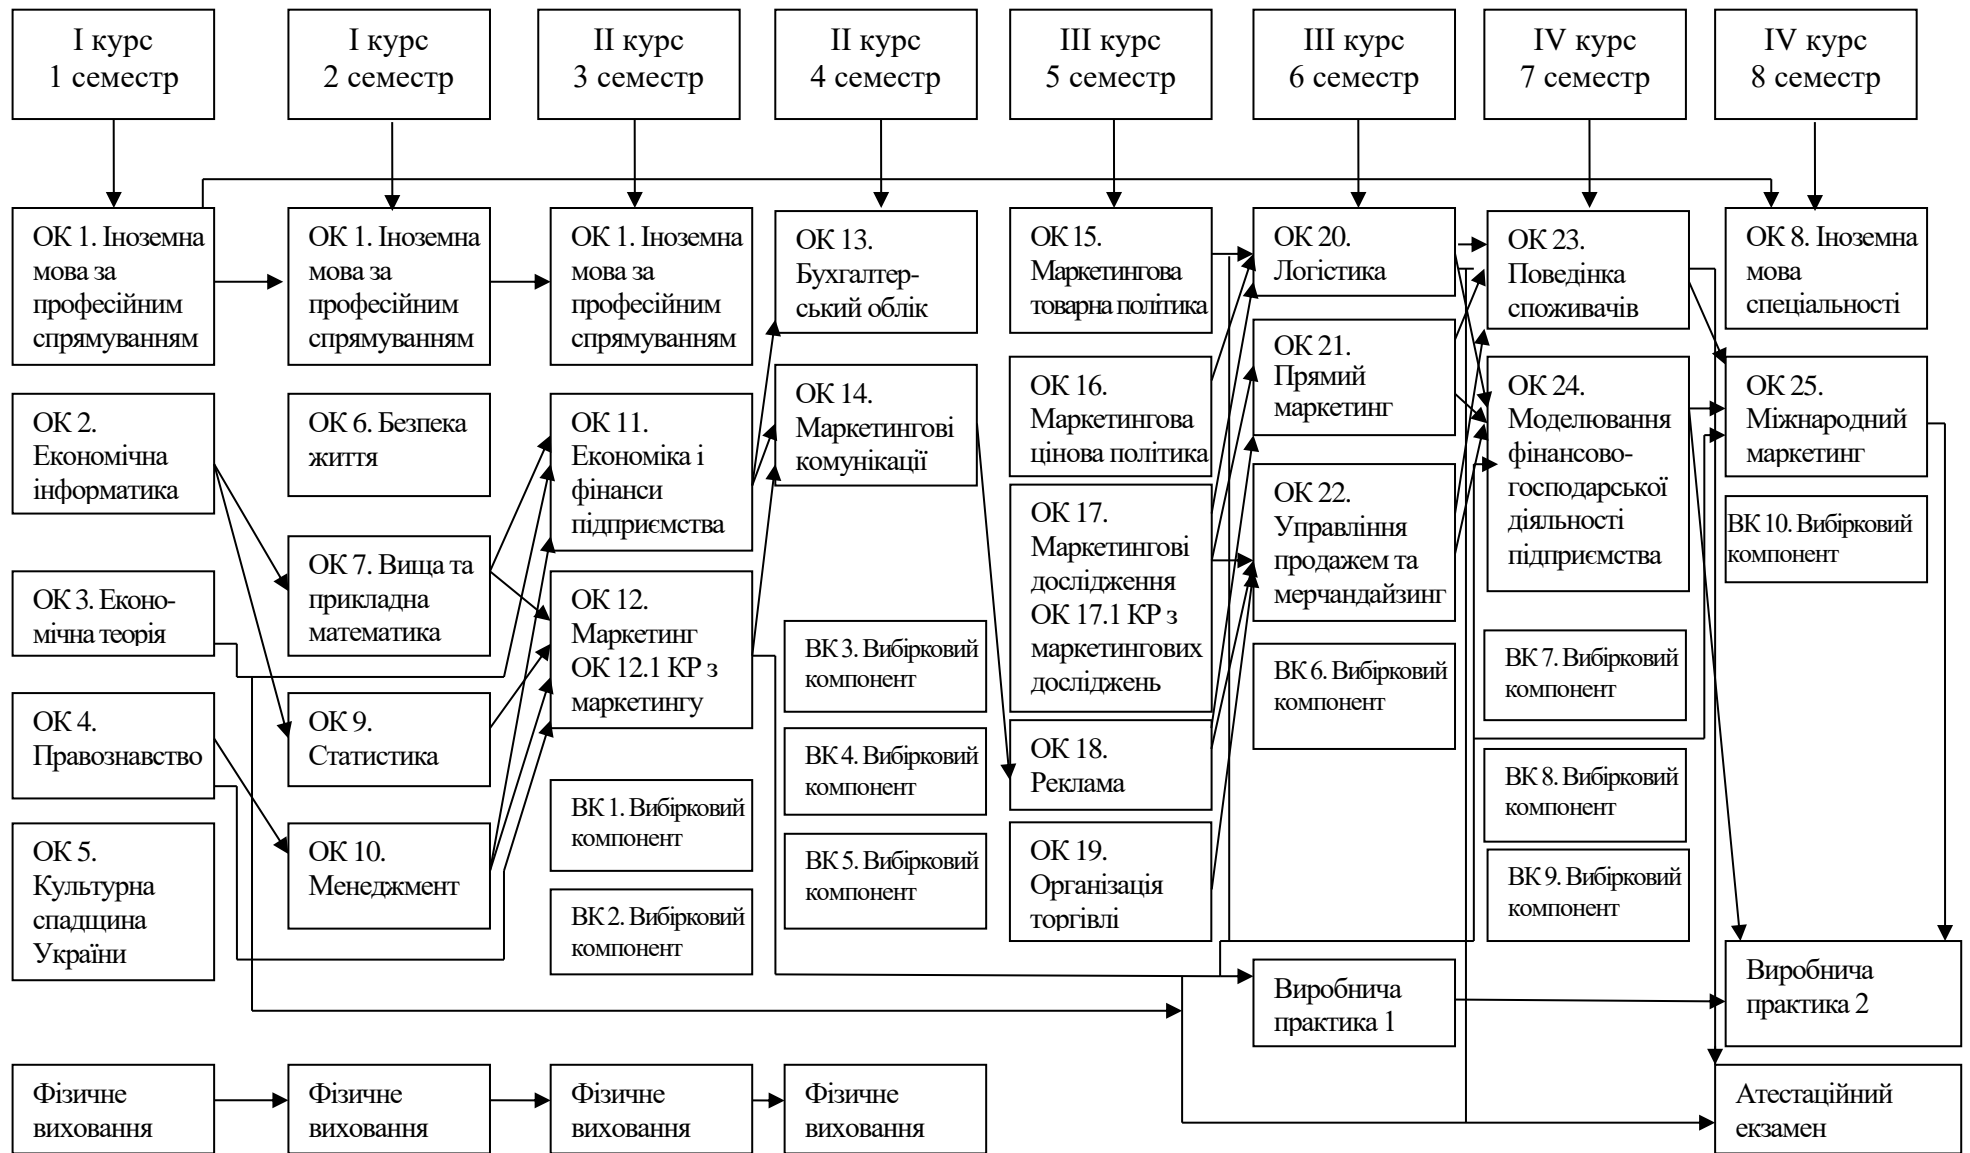 I курс
1 семестр
I курс
2 семестр
II курс
3 семестр
II курс
4 семестр
III курс
5 семестр
III курс
6 семестр
IV курс
7 семестр
IV курс
8 семестр
ОК 1. Іноземна
мова за
професійним
спрямуванням
ОК 2.
Економічна
інформатика
ОК 3. Еконо-
мічна теорія
ОК 4.
Правознавство
ОК 5.
Культурна
спадщина
України
Фізичне
виховання
ОК 1. Іноземна
мова за
професійним
спрямуванням
ОК 6. Безпека
життя
ОК 7. Вища та
прикладна
математика
ОК 9.
Статистика
ОК 10.
Менеджмент
Фізичне
виховання
ОК 1. Іноземна
мова за
професійним
спрямуванням
ОК 11.
Економіка і
фінанси
підприємства
ОК 12.
Маркетинг
ОК 12.1 КР з
маркетингу
ВК 1. Вибірковий
компонент
ВК 2. Вибірковий
компонент
Фізичне
виховання
ОК 13.
Бухгалтер-
ський облік
ОК 14.
Маркетингові
комунікації
ВК 3. Вибірковий
компонент
ВК 4. Вибірковий
компонент
ВК 5. Вибірковий
компонент
Фізичне
виховання
ОК 15.
Маркетингова
товарна політика
ОК 16.
Маркетингова
цінова політика
ОК 17.
Маркетингові
дослідження
ОК 17.1 КР з
маркетингових
досліджень
ОК 18.
Реклама
ОК 19.
Організація
торгівлі
ОК 20.
Логістика
ОК 21.
Прямий
маркетинг
ОК 22.
Управління
продажем та
мерчандайзинг
ВК 6. Вибірковий
компонент
Виробнича
практика 1
ОК 23.
Поведінка
споживачів
ОК 24.
Моделювання
фінансово-
господарської
діяльності
підприємства
ВК 7. Вибірковий
компонент
ВК 8. Вибірковий
компонент
ВК 9. Вибірковий
компонент
ОК 8. Іноземна
мова
спеціальності
ОК 25.
Міжнародний
маркетинг
ВК 10. Вибірковий
компонент
Виробнича
практика 2
Атестаційний
екзамен